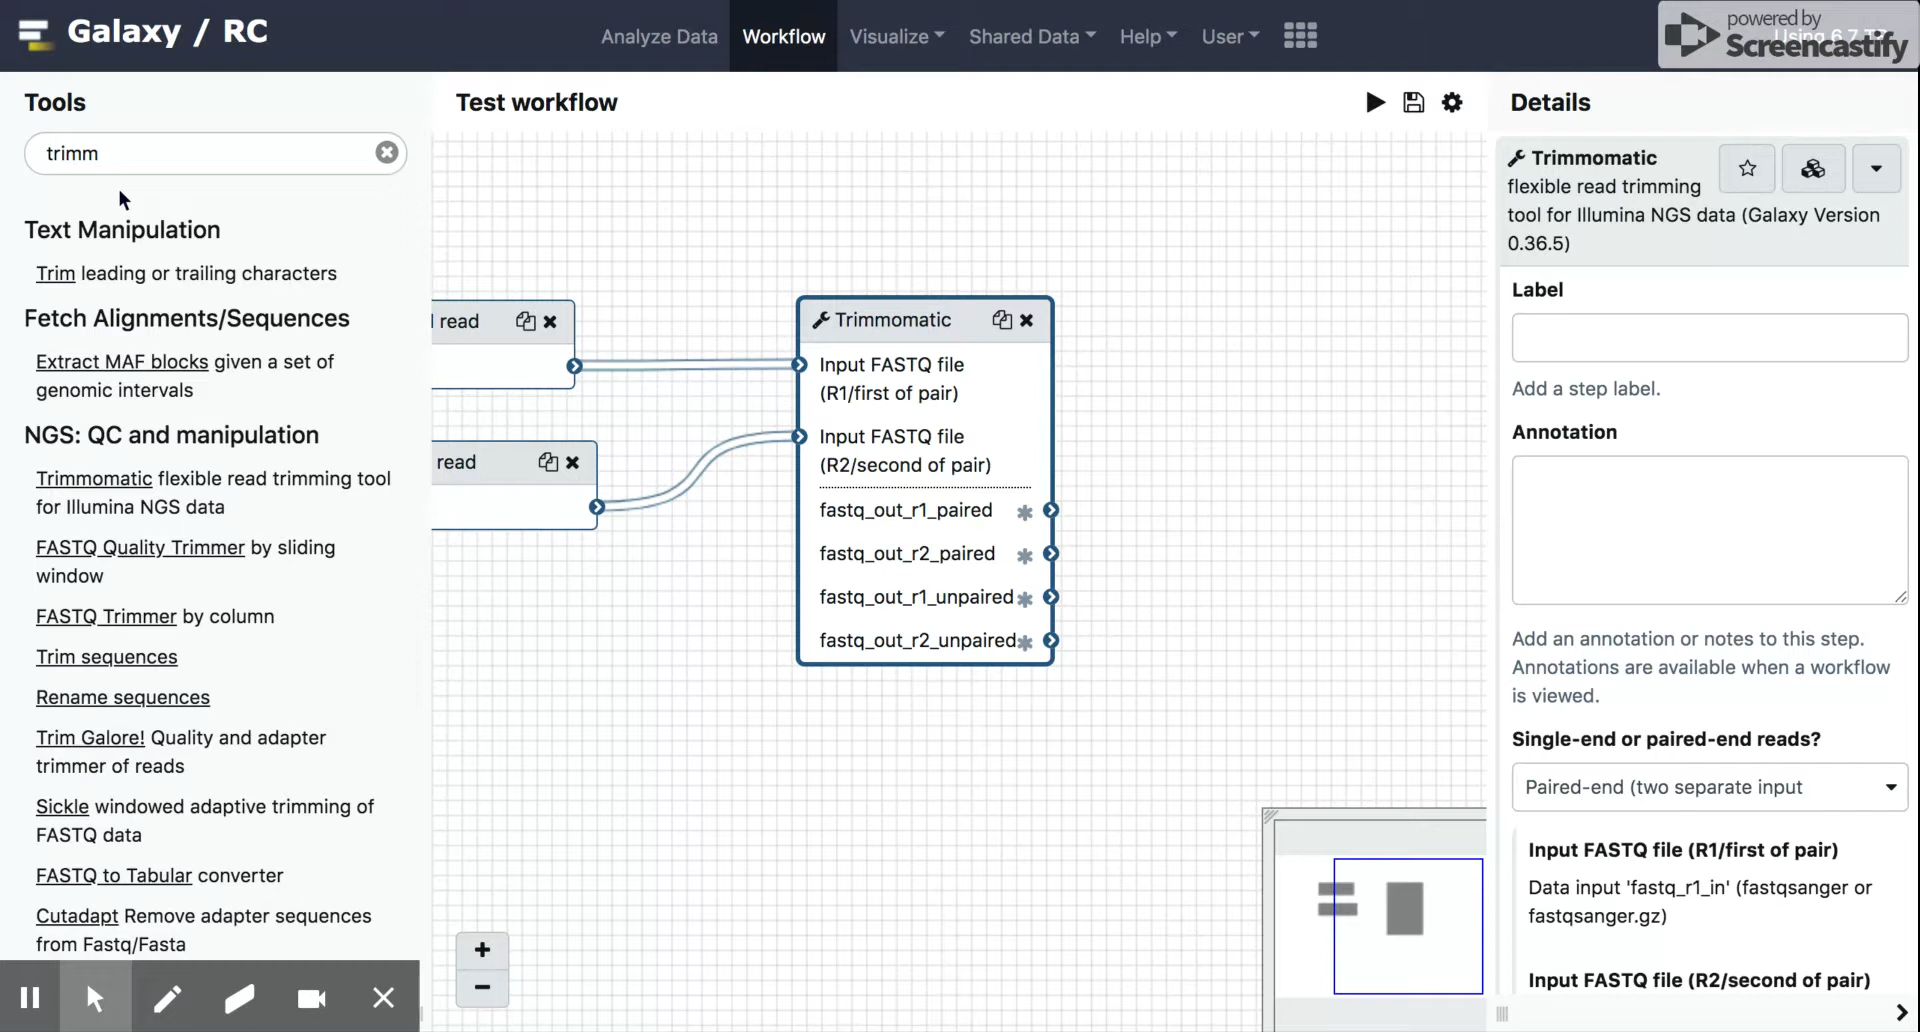 Galaxy / RC
Analyze Data
Workflow
Visualize
Shared Data
Help
User
powered by
Screencastify
Tools
trimm
Text Manipulation
Trim leading or trailing characters
Fetch Alignments/Sequences
Extract MAF blocks given a set of
genomic intervals
NGS: QC and manipulation
Trimmomatic flexible read trimming tool
for Illumina NGS data
FASTQ Quality Trimmer by sliding
window
FASTQ Trimmer by column
Trim sequences
Rename sequences
Trim Galore! Quality and adapter
trimmer of reads
Sickle windowed adaptive trimming of
FASTQ data
FASTQ to Tabular converter
Cutadapt Remove adapter sequences
from Fastq/Fasta
Test workflow
read
read
Trimmomatic
Input FASTQ file
(R1/first of pair)
Input FASTQ file
(R2/second of pair)
fastq_out_r1_paired
fastq_out_r2_paired
fastq_out_r1_unpaired
fastq_out_r2_unpaired
Details
Trimmomatic
flexible read trimming
tool for Illumina NGS data (Galaxy Version
0.36.5)
Label
Add a step label.
Annotation
Add an annotation or notes to this step.
Annotations are available when a workflow
is viewed.
Single-end or paired-end reads?
Paired-end (two separate input
Input FASTQ file (R1/first of pair)
Data input 'fastq_r1_in' (fastqsanger or
fastqsanger.gz)
Input FASTQ file (R2/second of pair)